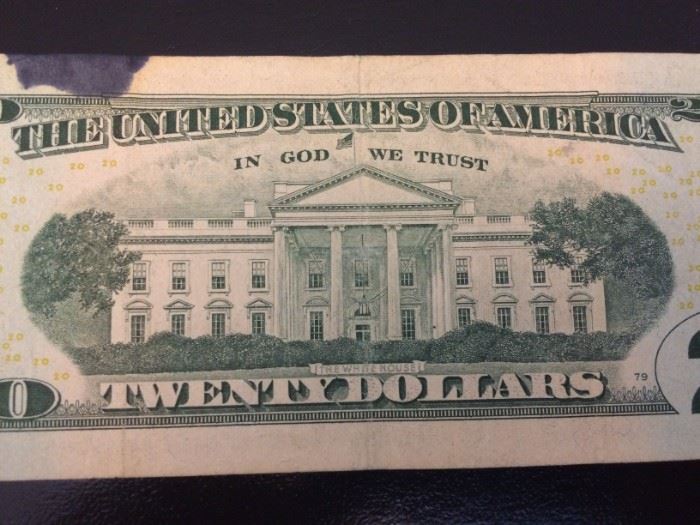 THE UNITED STATES OF AMERICA
IN GOD WE TRUST
THE WHITE HOUSE
TWENTY DOLLARS
79